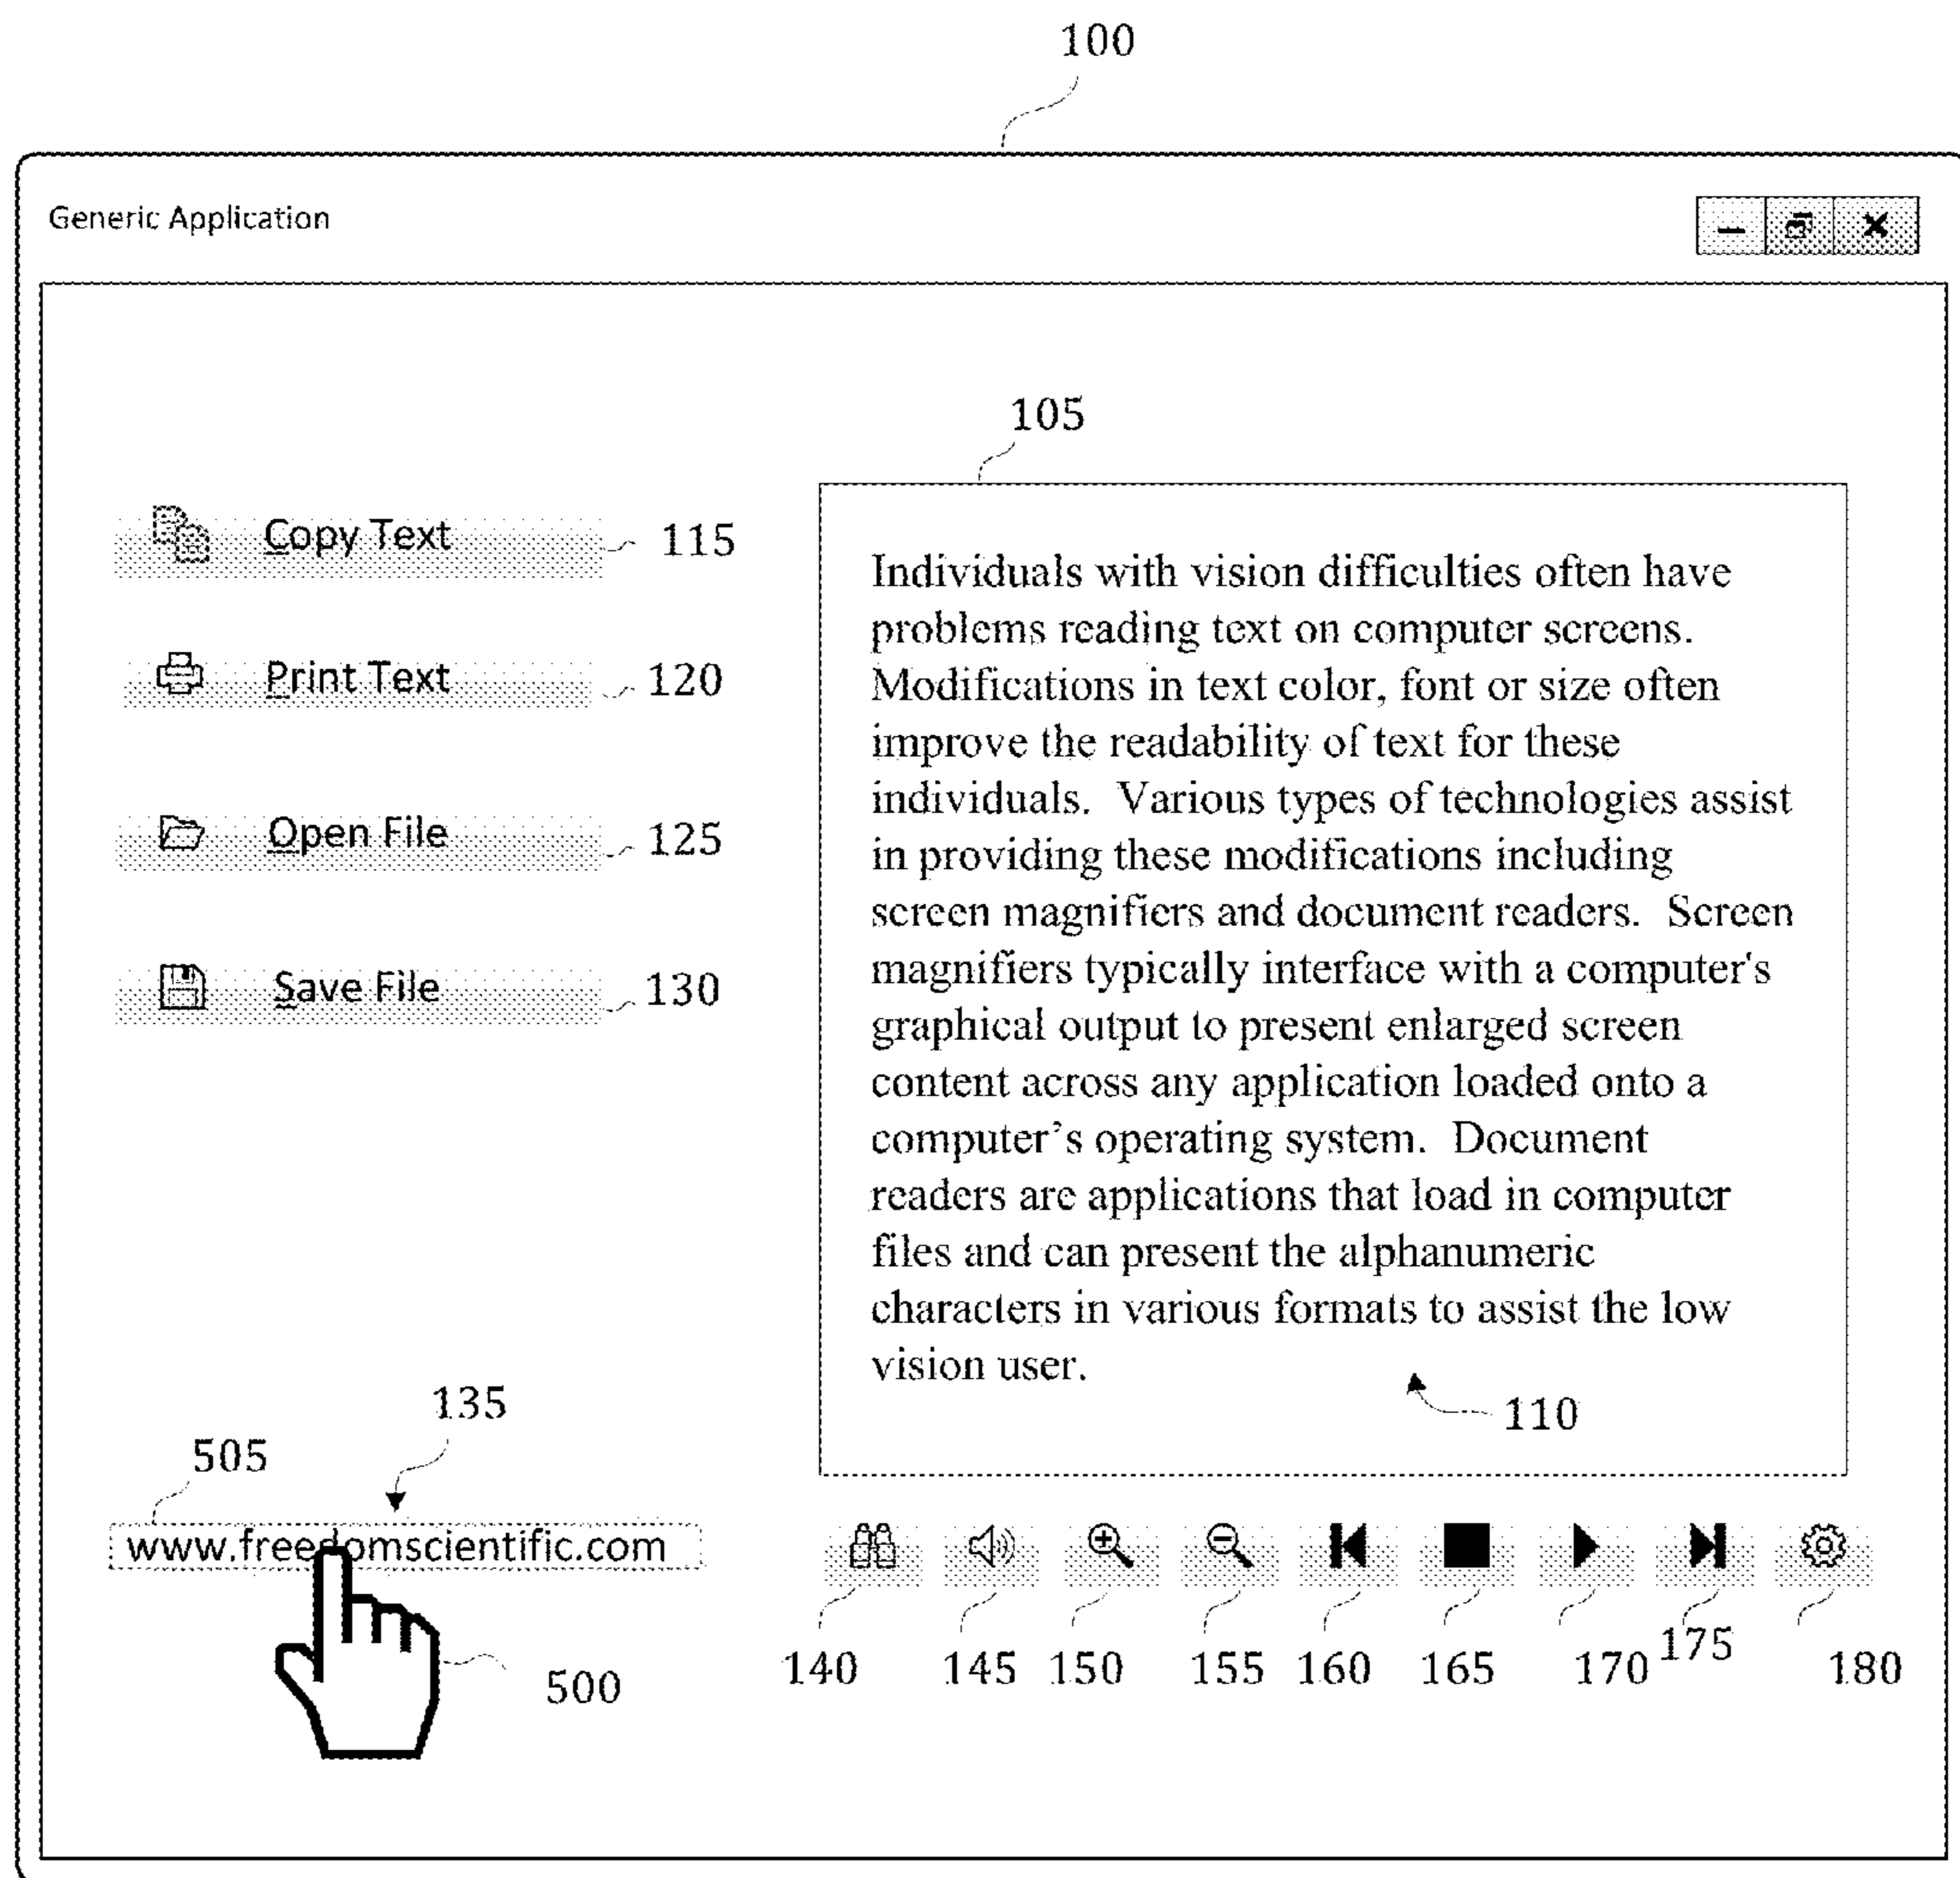 100
Generic Application
105
Copy Text 115
Print Text 120
Open File 125
Save File 130
Individuals with vision difficulties often have
problems reading text on computer screens.
Modifications in text color, font or size often
improve the readability of text for these
individuals.  Various types of technologies assist
in providing these modifications including
screen magnifiers and document readers.  Screen
magnifiers typically interface with a computer's
graphical output to present enlarged screen
content across any application loaded onto a
computer’s operating system.  Document
readers are applications that load in computer
files and can present the alphanumeric
characters in various formats to assist the low
vision user.
110
135
505
www.freedomscientific.com
500
140 145 150 155 160 165 170 175 180